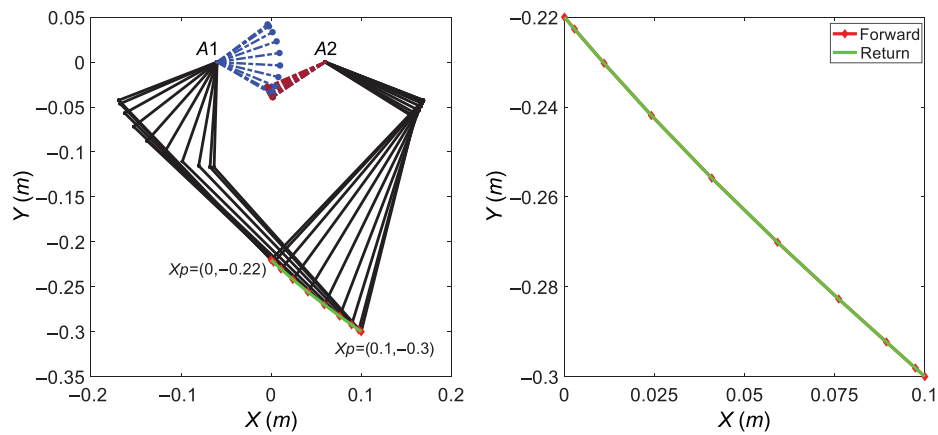 0.05
0
−0.05
−0.1
−0.15
−0.2
−0.25
−0.3
−0.35
Y (m)
A1
A2
Xp=(0,−0.22)
Xp=(0.1,−0.3)
−0.2
−0.1
0
0.1
0.2
X (m)
−0.22
−0.24
−0.26
−0.28
−0.3
Y (m)
Forward
Return
0
0.025
0.05
0.075
0.1
X (m)